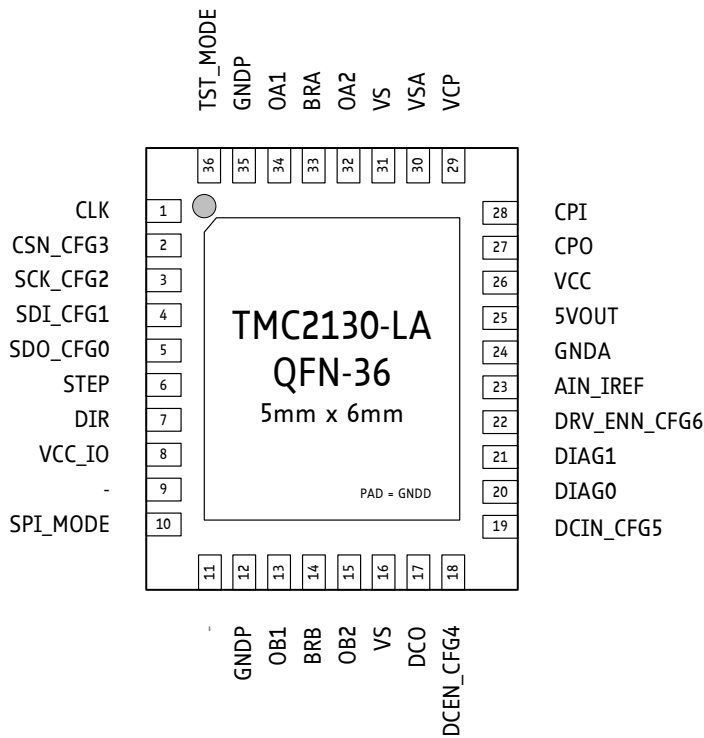 TST_MODE
GNDP
OA1
BRA
OA2
VS
VSA
VCP
36
35
34
33
32
31
30
29
CLK
1
CSN_CFG3
2
SCK_CFG2
3
SDI_CFG1
4
SDO_CFG0
5
STEP
6
DIR
7
VCC_IO
8
-
9
SPI_MODE
10
TMC2130-LA
QFN-36
5mm x 6mm
PAD = GNDD
28
CPI
27
CPO
26
VCC
25
5VOUT
24
GNDA
23
AIN_IREF
22
DRV_ENN_CFG6
21
DIAG1
20
DIAG0
19
DCIN_CFG5
11
12
13
14
15
16
17
18
-
GNDP
OB1
BRB
OB2
VS
DCO
DCEN_CFG4